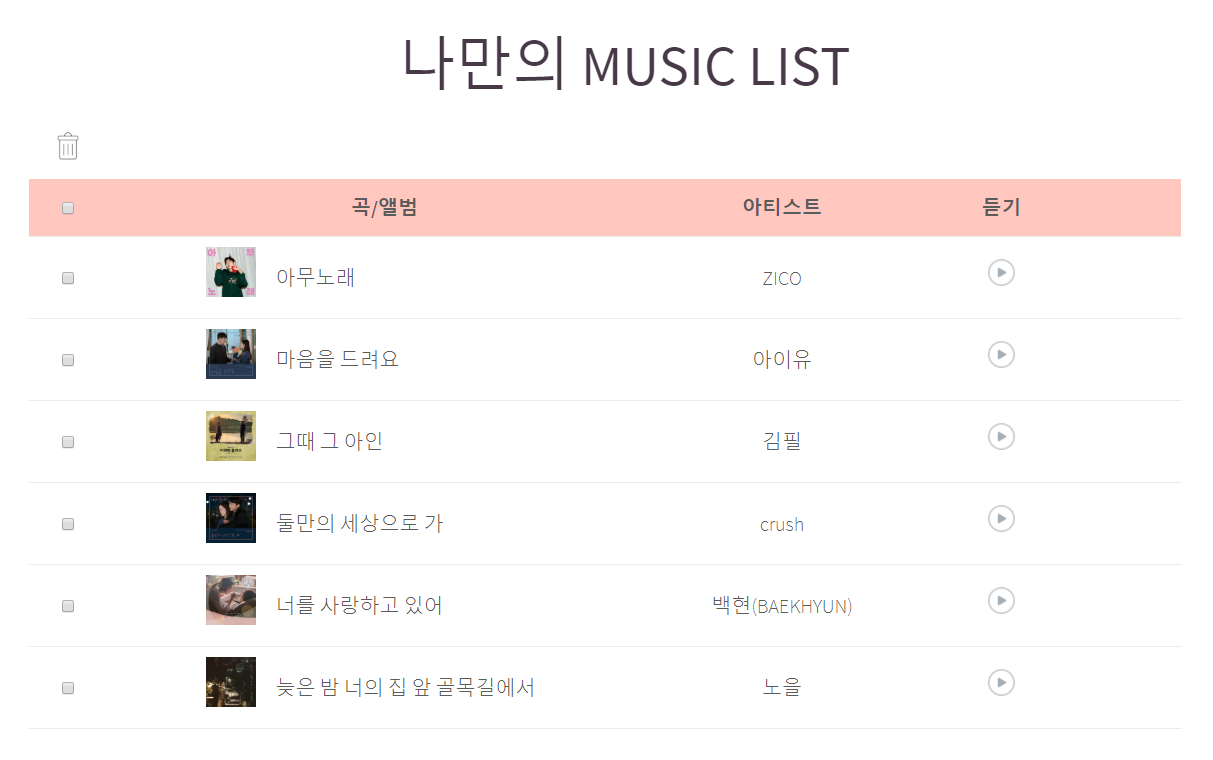 나만의 MUSIC LIST
곡/앨범 아티스트 듣기
아무노래 ZICO
마음을 드려요 아이유
그때 그 아인 김필
둘만의 세상으로 가 crush
너를 사랑하고 있어 백현(BAEKHYUN)
늦은 밤 너의 집 앞 골목길에서 노을